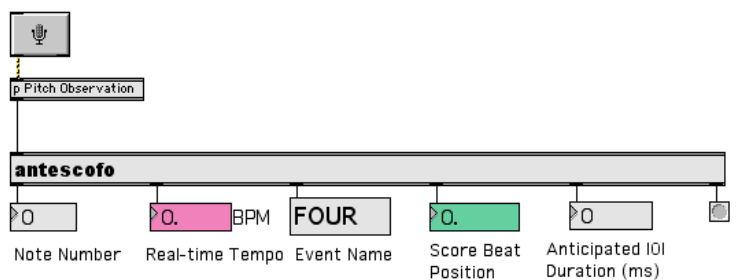 p Pitch Observation
antescofo
0
0.
BPM
FOUR
0.
0
Note Number
Real-time Tempo
Event Name
Score Beat
Position
Anticipated IOI
Duration (ms)